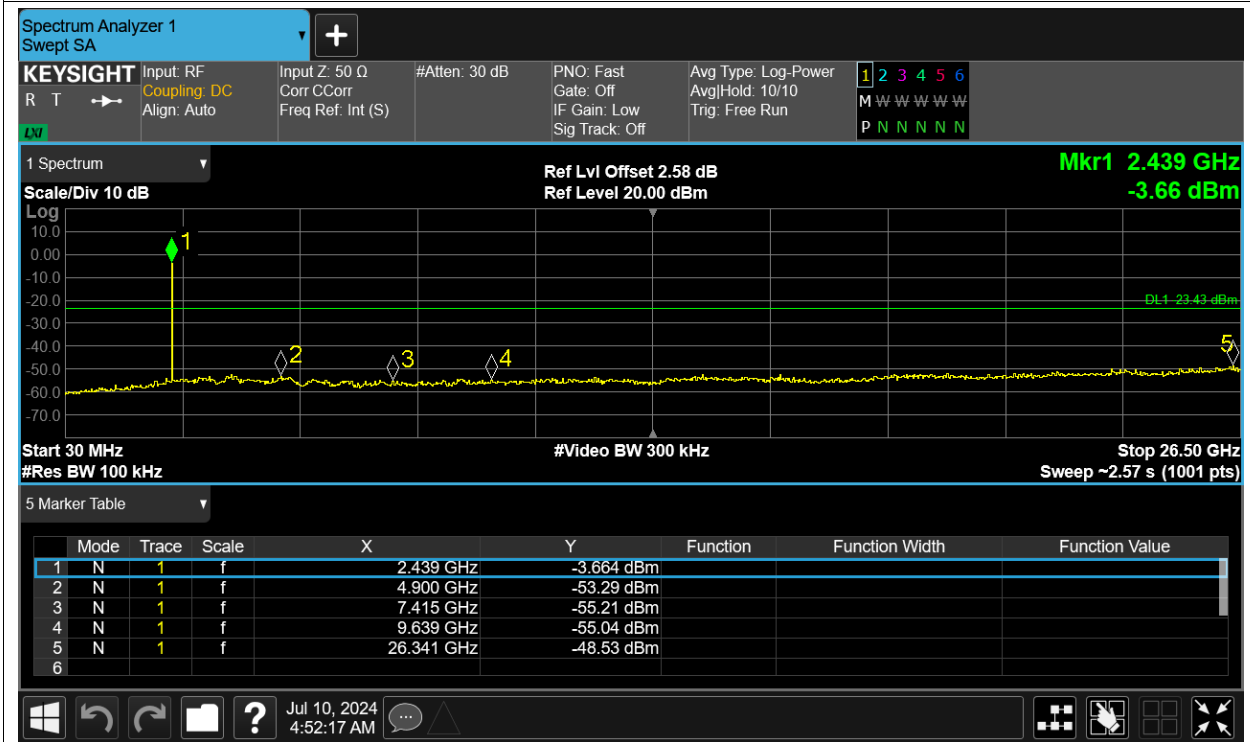 Spectrum Analyzer 1
Swept SA
+
KEYSIGHT
R T
LXI
Input: RF
Coupling: DC
Align: Auto
Input Z: 50 Ω
Corr CCorr
Freq Ref: Int (S)
#Atten: 30 dB
PNO: Fast
Gate: Off
IF Gain: Low
Sig Track: Off
Avg Type: Log-Power
Avg|Hold: 10/10
Trig: Free Run
1 2 3 4 5 6
M W W W W W
P N N N N N
1 Spectrum
Scale/Div 10 dB
Ref Lvl Offset 2.58 dB
Ref Level 20.00 dBm
Mkr1 2.439 GHz
-3.66 dBm
Log
10.0
0.00
-10.0
-20.0
-30.0
-40.0
-50.0
-60.0
-70.0
1
2
3
4
5
DL1 -23.43 dBm
Start 30 MHz
#Video BW 300 kHz
Stop 26.50 GHz
#Res BW 100 kHz
Sweep ~2.57 s (1001 pts)
5 Marker Table
Mode Trace Scale X Y Function Function Width Function Value
1 N 1 f 2.439 GHz -3.664 dBm
2 N 1 f 4.900 GHz -53.29 dBm
3 N 1 f 7.415 GHz -55.21 dBm
4 N 1 f 9.639 GHz -55.04 dBm
5 N 1 f 26.341 GHz -48.53 dBm
6
?
Jul 10, 2024
4:52:17 AM